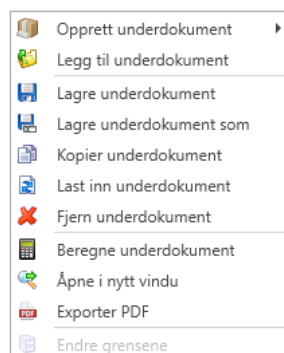 Opprett underdokument
Legg til underdokument
Lagre underdokument
Lagre underdokument som
Kopier underdokument
Last inn underdokument
Fjern underdokument
Beregne underdokument
Åpne i nytt vindu
PDF Exporter PDF
Endre grensene